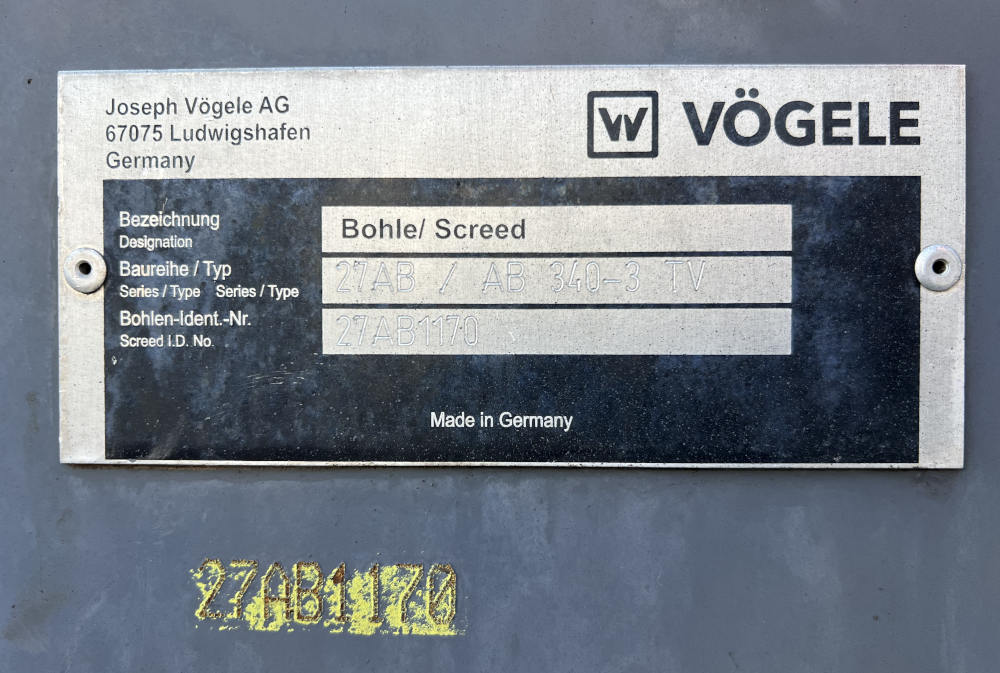 Joseph Vögele AG
67075 Ludwigshafen
Germany
W VÖGELE
Bezeichnung
Designation
Bohle/ Screed
Baureihe / Typ
Series / Type Series / Type
27AB / AB 340-3 TV
Bohlen-Ident.-Nr.
Screed I.D. No.
27AB1170
Made in Germany
27AB1170